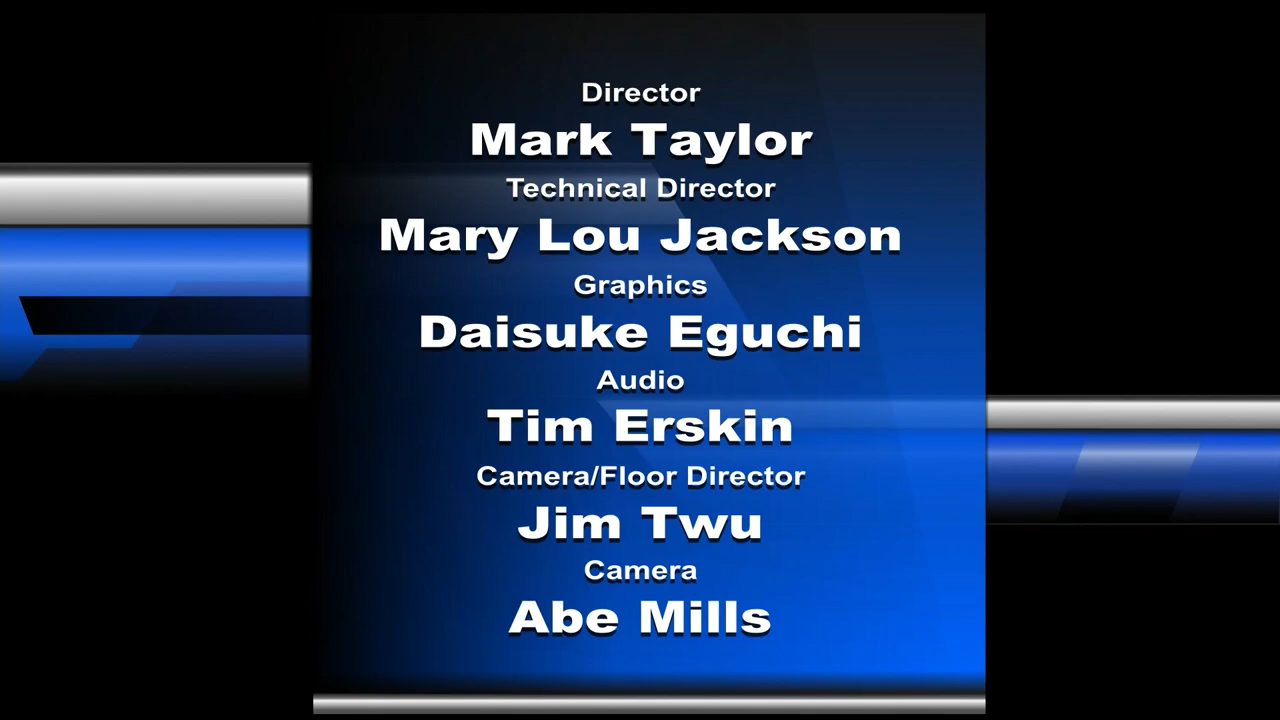 Director
Mark Taylor
Technical Director
Mary Lou Jackson
Graphics
Daisuke Eguchi
Audio
Tim Erskin
Camera/Floor Director
Jim Twu
Camera
Abe Mills